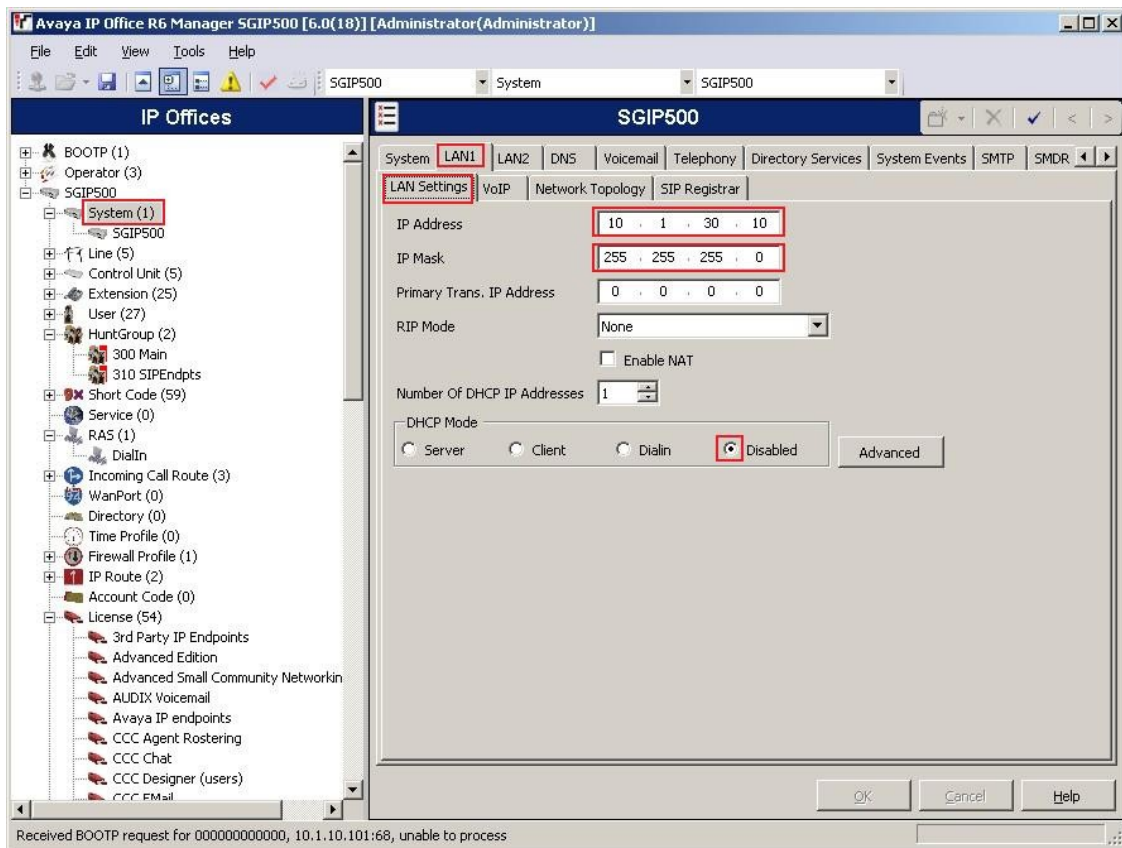 Avaya IP Office R6 Manager SGIP500 [6.0(18)] [Administrator(Administrator)]
File Edit View Tools Help
SGIP500 System SGIP500
IP Offices
BOOTP (1)
Operator (3)
SGIP500
System (1)
SGIP500
Line (5)
Control Unit (5)
Extension (25)
User (27)
HuntGroup (2)
300 Main
310 SIPEndpts
Short Code (59)
Service (0)
RAS (1)
DialIn
Incoming Call Route (3)
WanPort (0)
Directory (0)
Time Profile (0)
Firewall Profile (1)
IP Route (2)
Account Code (0)
License (54)
3rd Party IP Endpoints
Advanced Edition
Advanced Small Community Networkin
AUDIX Voicemail
Avaya IP endpoints
CCC Agent Rostering
CCC Chat
CCC Designer (users)
CCC EMail
SGIP500
System LAN1 LAN2 DNS Voicemail Telephony Directory Services System Events SMTP SMDR
LAN Settings VoIP Network Topology SIP Registrar
IP Address 10 . 1 . 30 . 10
IP Mask 255 . 255 . 255 . 0
Primary Trans. IP Address 0 . 0 . 0 . 0
RIP Mode None
Enable NAT
Number Of DHCP IP Addresses 1
DHCP Mode
Server Client Dialin Disabled Advanced
OK Cancel Help
Received BOOTP request for 000000000000, 10.1.10.101:68, unable to process